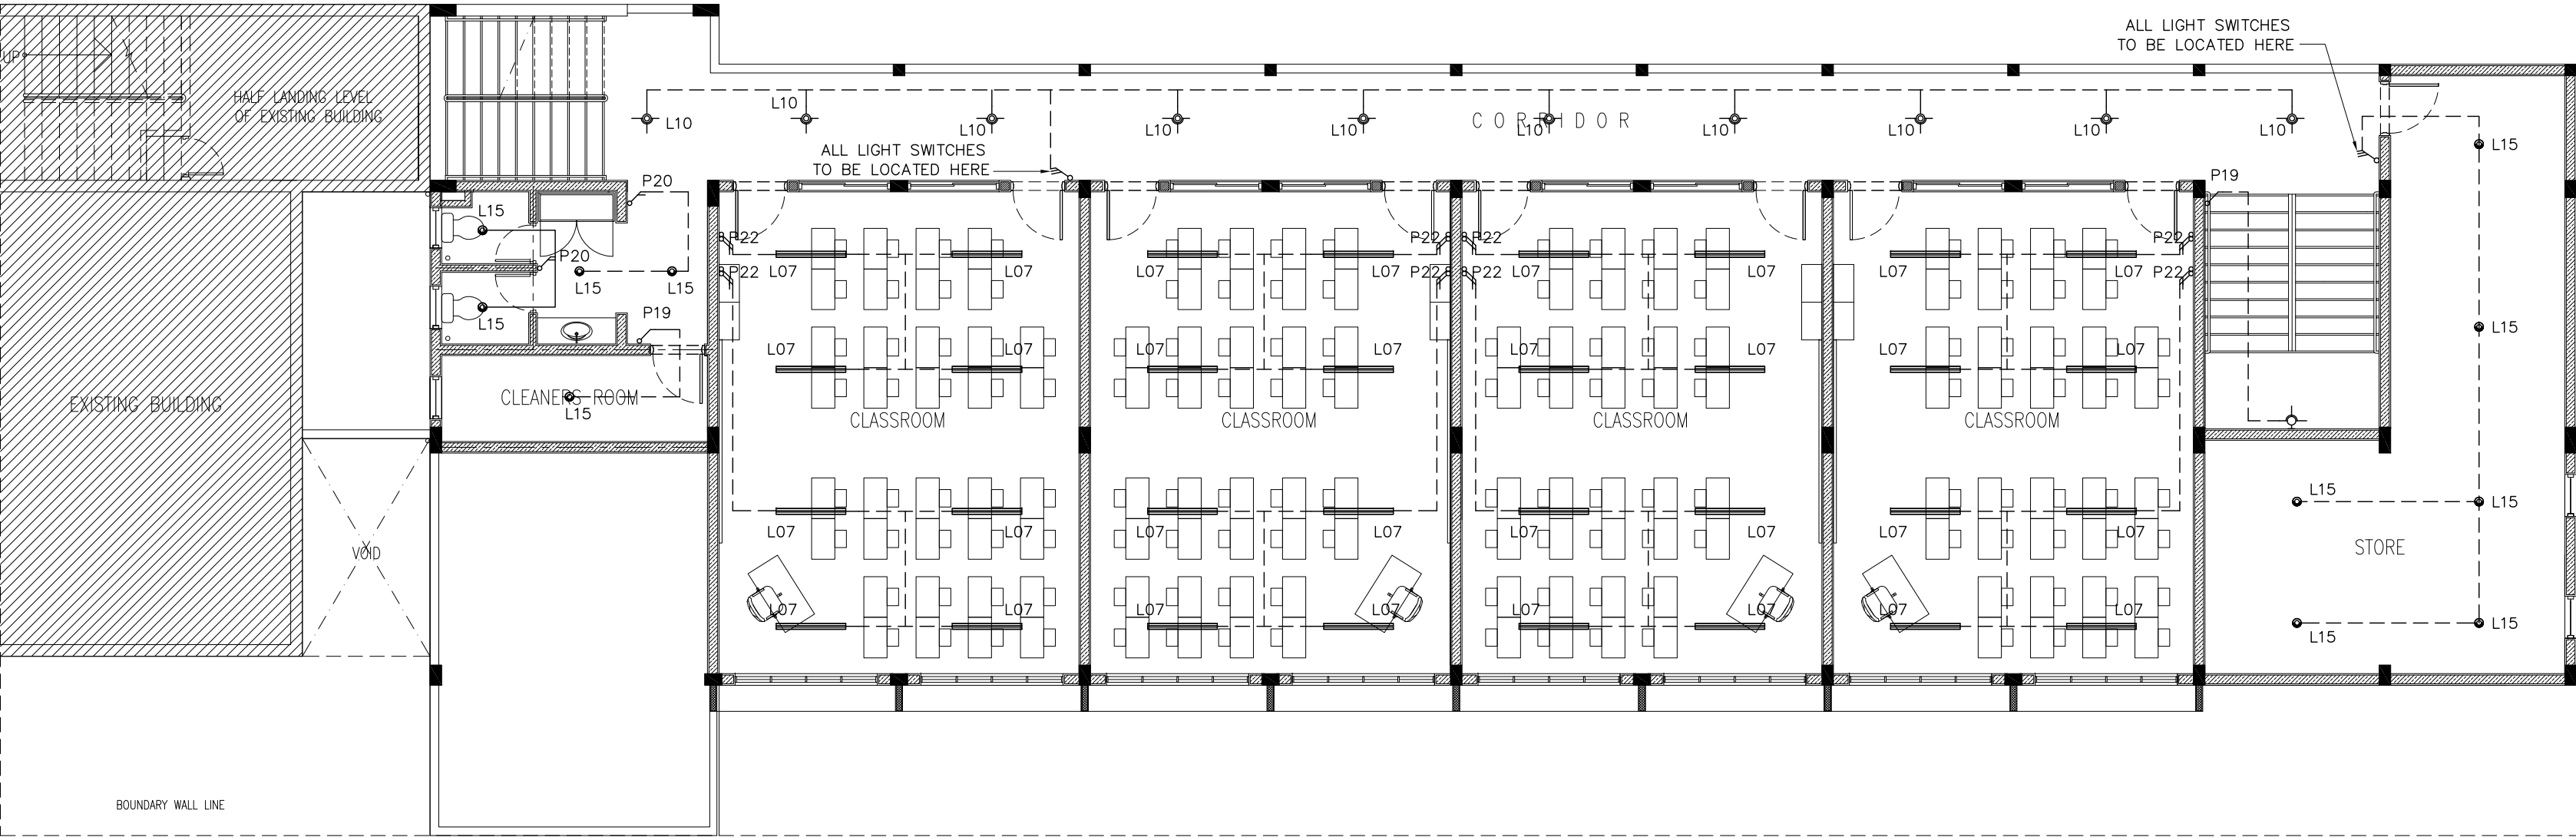 ALL LIGHT SWITCHES
TO BE LOCATED HERE
UP
HALF LANDING LEVEL
OF EXISTING BUILDING
L10
L10
L10
L10
L10
CORRIDOR
L10
L10
L10
L10
L10
L15
ALL LIGHT SWITCHES
TO BE LOCATED HERE
P20
P19
L15
P20
L15
L15
L15
P19
P22
P22
P22
P22
P22
P22
P22
P22
L07
L07
L07
L07
L07
L07
L07
L07
L15
L07
L07
L07
L07
L07
L07
L07
L07
EXISTING BUILDING
CLEANERS ROOM
L15
CLASSROOM
CLASSROOM
CLASSROOM
CLASSROOM
L15
L15
L07
L07
L07
L07
L07
L07
L07
L07
VOID
STORE
L07
L07
L07
L07
L07
L07
L07
L07
L15
L15
BOUNDARY WALL LINE